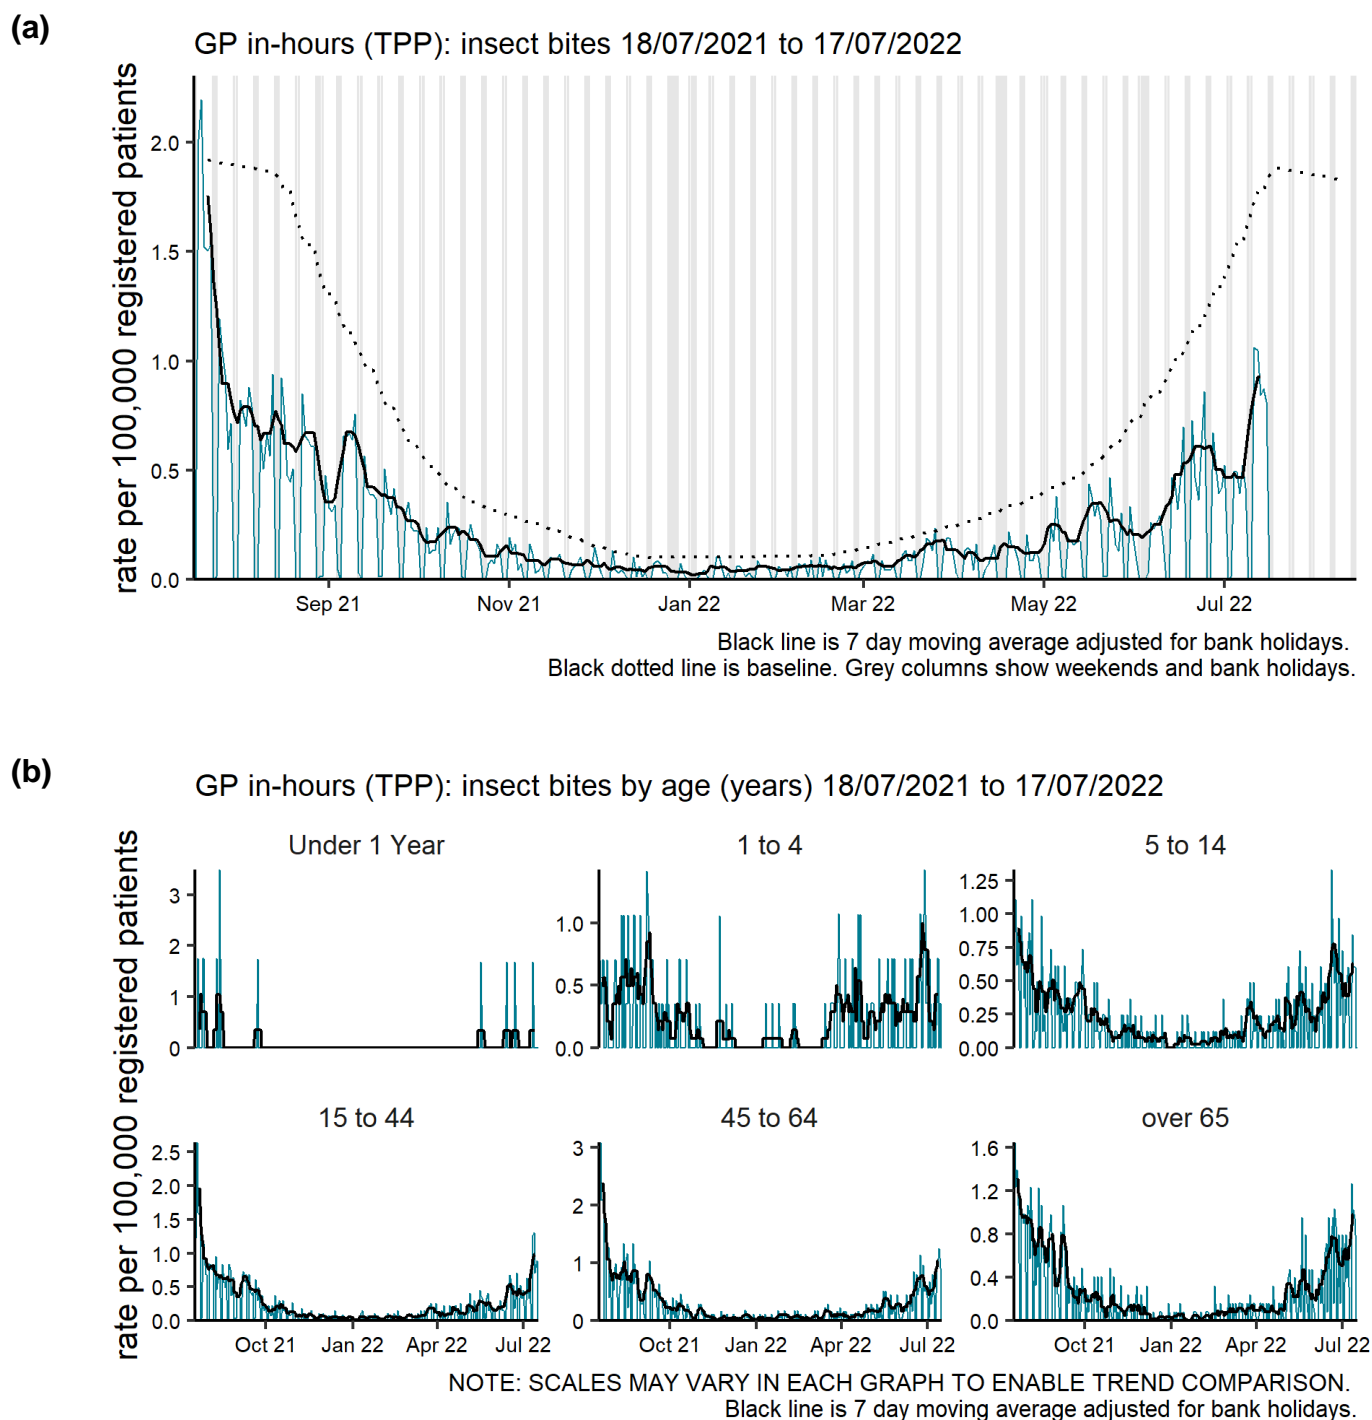 (a)
GP in-hours (TPP): insect bites 18/07/2021 to 17/07/2022
rate per 100,000 registered patients
2.0
1.5
1.0
0.5
0.0
Sep 21 Nov 21 Jan 22 Mar 22 May 22 Jul 22
Black line is 7 day moving average adjusted for bank holidays.
Black dotted line is baseline. Grey columns show weekends and bank holidays.
(b)
GP in-hours (TPP): insect bites by age (years) 18/07/2021 to 17/07/2022
rate per 100,000 registered patients
Under 1 Year
3
2
1
0
1 to 4
1.0
0.5
0.0
5 to 14
1.25
1.00
0.75
0.50
0.25
0.00
15 to 44
2.5
2.0
1.5
1.0
0.5
0.0
Oct 21 Jan 22 Apr 22 Jul 22
45 to 64
3
2
1
0
Oct 21 Jan 22 Apr 22 Jul 22
over 65
1.6
1.2
0.8
0.4
0.0
Oct 21 Jan 22 Apr 22 Jul 22
NOTE: SCALES MAY VARY IN EACH GRAPH TO ENABLE TREND COMPARISON.
Black line is 7 day moving average adjusted for bank holidays.